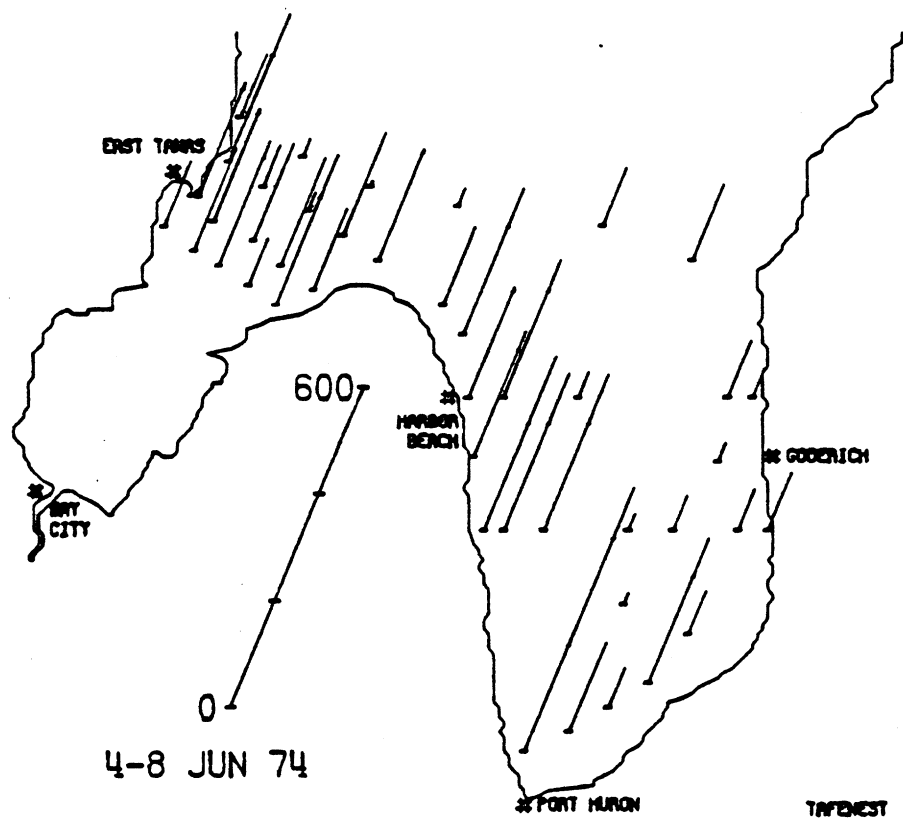 EAST TAWAS
600
HARBOR
BEACH
GODERICH
BAY
CITY
0
4-8 JUN 74
PORT HURON